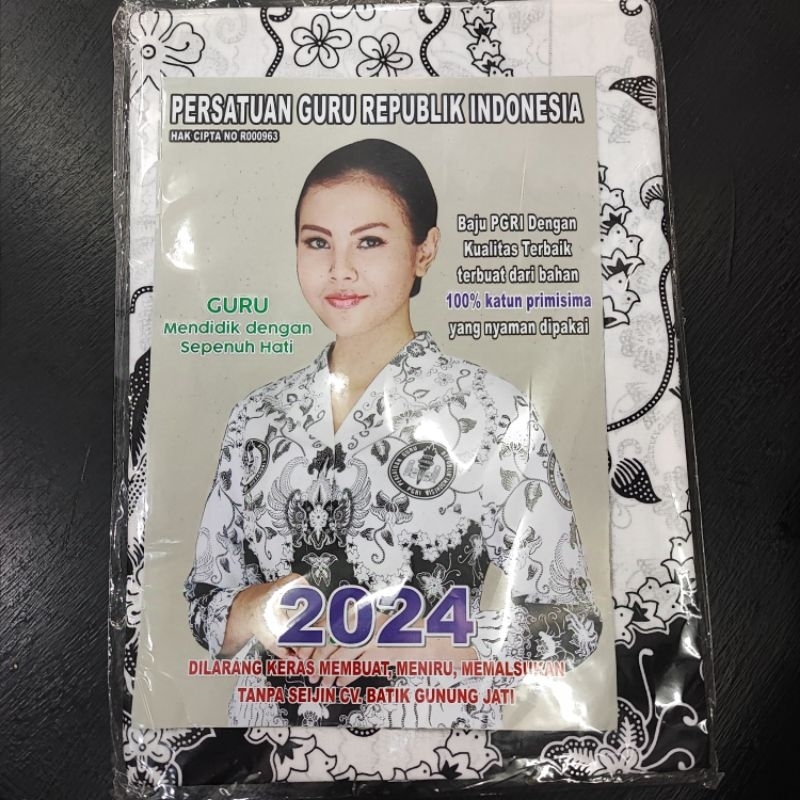 PERSATUAN GURU REPUBLIK INDONESIA
HAK CIPTA NO R000963
Baju PGRI Dengan
Kualitas Terbaik
terbuat dari bahan
100% katun primisima
yang nyaman dipakai
GURU
Mendidik dengan
Sepenuh Hati
2024
DILARANG KERAS MEMBUAT, MENIRU, MEMALSUKAN
TANPA SEIJIN CV. BATIK GUNUNG JATI